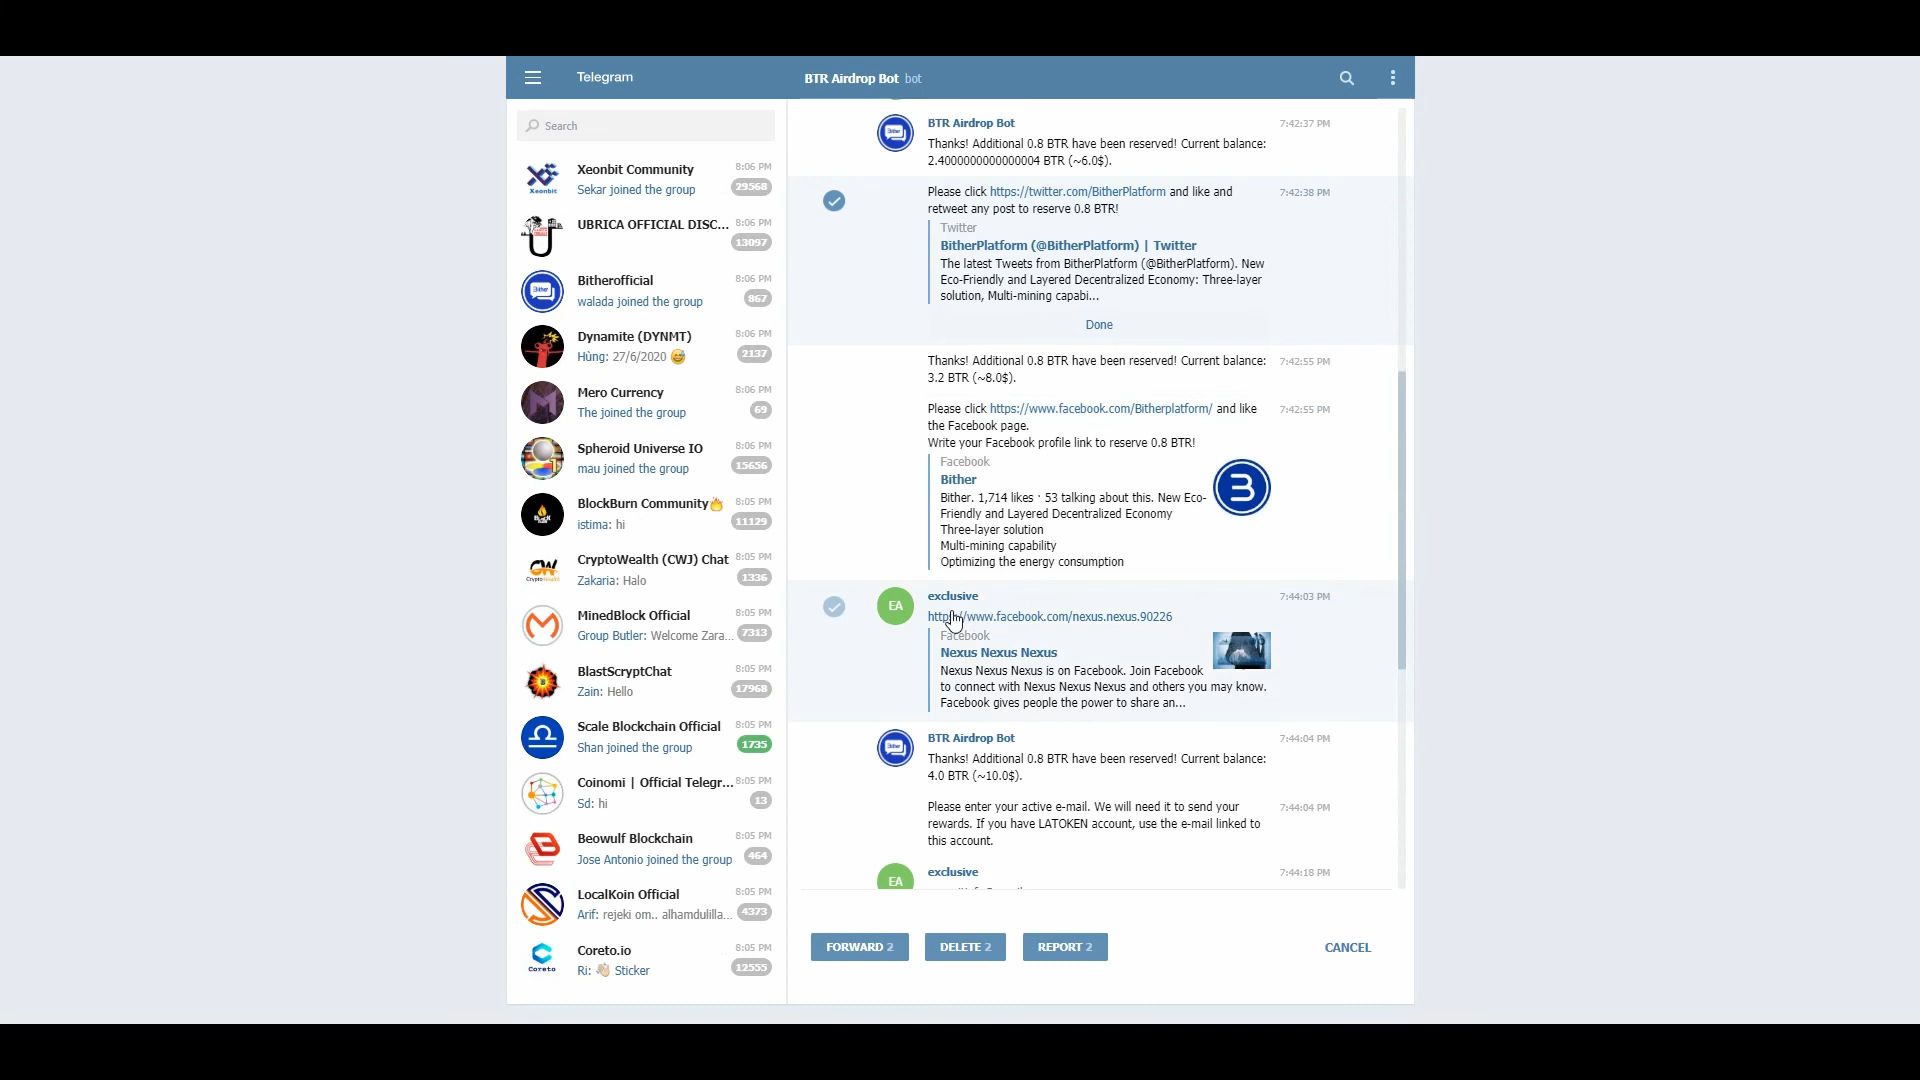 Telegram
BTR Airdrop Bot bot
Search
Xeonbit Community 8:06 PM
Sekar joined the group 29568
UBRICA OFFICIAL DISC... 8:06 PM
13097
Bitherofficial 8:06 PM
walada joined the group 867
Dynamite (DYNMT) 8:06 PM
Hùng: 27/6/2020 😅 2137
Mero Currency 8:06 PM
The joined the group 69
Spheroid Universe IO 8:06 PM
mau joined the group 15656
BlockBurn Community🔥 8:05 PM
istima: hi 11129
CryptoWealth (CWJ) Chat 8:05 PM
Zakaria: Halo 1336
MinedBlock Official 8:05 PM
Group Butler: Welcome Zara... 7313
BlastScryptChat 8:05 PM
Zain: Hello 17968
Scale Blockchain Official 8:05 PM
Shan joined the group 1735
Coinomi | Official Telegr... 8:05 PM
Sd: hi 13
Beowulf Blockchain 8:05 PM
Jose Antonio joined the group 464
LocalKoin Official 8:05 PM
Arif: rejeki om.. alhamdulilla... 4373
Coreto.io 8:05 PM
Ri: 👋🏻 Sticker 12555
Xeonbit
Bither
Coreto
BTR Airdrop Bot 7:42:37 PM
Thanks! Additional 0.8 BTR have been reserved! Current balance:
2.4000000000000004 BTR (~6.0$).
Please click https://twitter.com/BitherPlatform and like and 7:42:38 PM
retweet any post to reserve 0.8 BTR!
Twitter
BitherPlatform (@BitherPlatform) | Twitter
The latest Tweets from BitherPlatform (@BitherPlatform). New
Eco-Friendly and Layered Decentralized Economy: Three-layer
solution, Multi-mining capabi...
Done
Thanks! Additional 0.8 BTR have been reserved! Current balance: 7:42:55 PM
3.2 BTR (~8.0$).
Please click https://www.facebook.com/Bitherplatform/ and like 7:42:55 PM
the Facebook page.
Write your Facebook profile link to reserve 0.8 BTR!
Facebook
Bither
Bither. 1,714 likes · 53 talking about this. New Eco-
Friendly and Layered Decentralized Economy
Three-layer solution
Multi-mining capability
Optimizing the energy consumption
EA exclusive 7:44:03 PM
https://www.facebook.com/nexus.nexus.90226
Facebook
Nexus Nexus Nexus
Nexus Nexus Nexus is on Facebook. Join Facebook
to connect with Nexus Nexus Nexus and others you may know.
Facebook gives people the power to share an...
BTR Airdrop Bot 7:44:04 PM
Thanks! Additional 0.8 BTR have been reserved! Current balance:
4.0 BTR (~10.0$).
Please enter your active e-mail. We will need it to send your 7:44:04 PM
rewards. If you have LATOKEN account, use the e-mail linked to
this account.
EA exclusive 7:44:18 PM
FORWARD 2 DELETE 2 REPORT 2 CANCEL